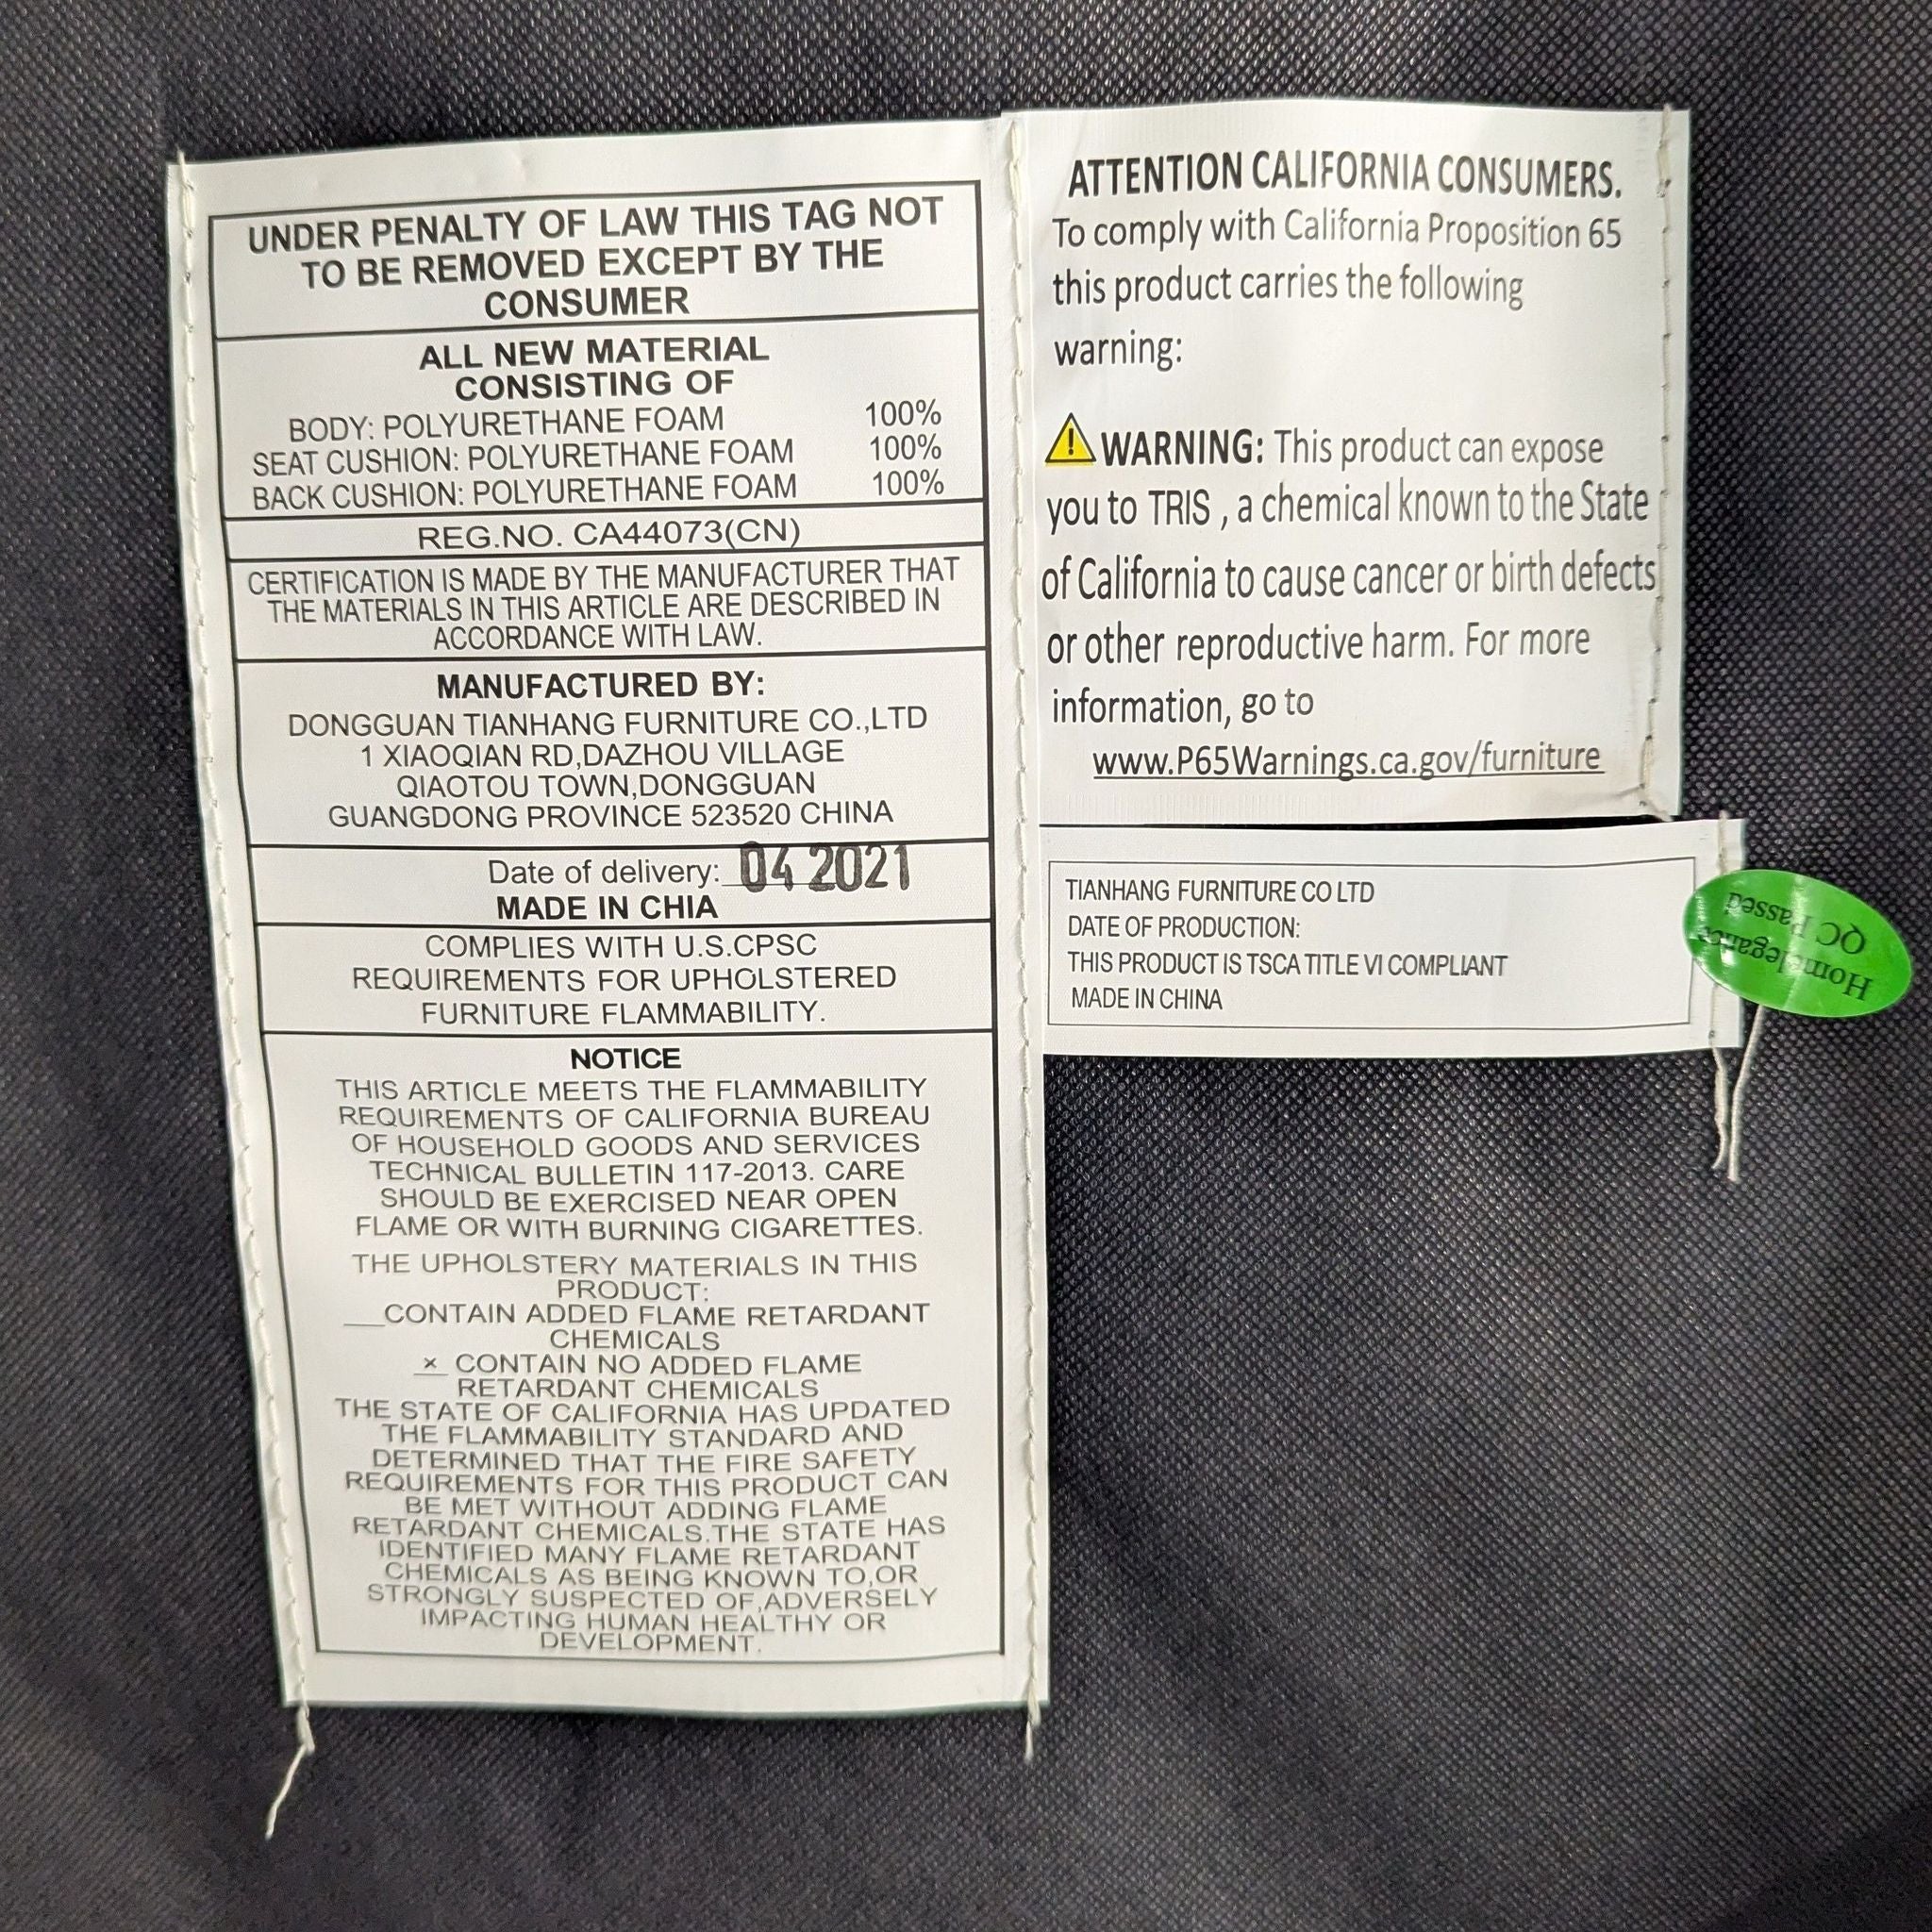 UNDER PENALTY OF LAW THIS TAG NOT
TO BE REMOVED EXCEPT BY THE
CONSUMER
ALL NEW MATERIAL
CONSISTING OF
BODY: POLYURETHANE FOAM 100%
SEAT CUSHION: POLYURETHANE FOAM 100%
BACK CUSHION: POLYURETHANE FOAM 100%
REG.NO. CA44073(CN)
CERTIFICATION IS MADE BY THE MANUFACTURER THAT
THE MATERIALS IN THIS ARTICLE ARE DESCRIBED IN
ACCORDANCE WITH LAW.
MANUFACTURED BY:
DONGGUAN TIANHANG FURNITURE CO.,LTD
1 XIAOQIAN RD,DAZHOU VILLAGE
QIAOTOU TOWN,DONGGUAN
GUANGDONG PROVINCE 523520 CHINA
Date of delivery: 04 2021
MADE IN CHIA
COMPLIES WITH U.S.CPSC
REQUIREMENTS FOR UPHOLSTERED
FURNITURE FLAMMABILITY.
NOTICE
THIS ARTICLE MEETS THE FLAMMABILITY
REQUIREMENTS OF CALIFORNIA BUREAU
OF HOUSEHOLD GOODS AND SERVICES
TECHNICAL BULLETIN 117-2013. CARE
SHOULD BE EXERCISED NEAR OPEN
FLAME OR WITH BURNING CIGARETTES.
THE UPHOLSTERY MATERIALS IN THIS
PRODUCT:
__CONTAIN ADDED FLAME RETARDANT
CHEMICALS
x CONTAIN NO ADDED FLAME
RETARDANT CHEMICALS
THE STATE OF CALIFORNIA HAS UPDATED
THE FLAMMABILITY STANDARD AND
DETERMINED THAT THE FIRE SAFETY
REQUIREMENTS FOR THIS PRODUCT CAN
BE MET WITHOUT ADDING FLAME
RETARDANT CHEMICALS.THE STATE HAS
IDENTIFIED MANY FLAME RETARDANT
CHEMICALS AS BEING KNOWN TO,OR
STRONGLY SUSPECTED OF,ADVERSELY
IMPACTING HUMAN HEALTHY OR
DEVELOPMENT.
ATTENTION CALIFORNIA CONSUMERS.
To comply with California Proposition 65
this product carries the following
warning:
WARNING: This product can expose
you to TRIS , a chemical known to the State
of California to cause cancer or birth defects
or other reproductive harm. For more
information, go to
www.P65Warnings.ca.gov/furniture
TIANHANG FURNITURE CO LTD
DATE OF PRODUCTION:
THIS PRODUCT IS TSCA TITLE VI COMPLIANT
MADE IN CHINA
Homelegance
QC Passed